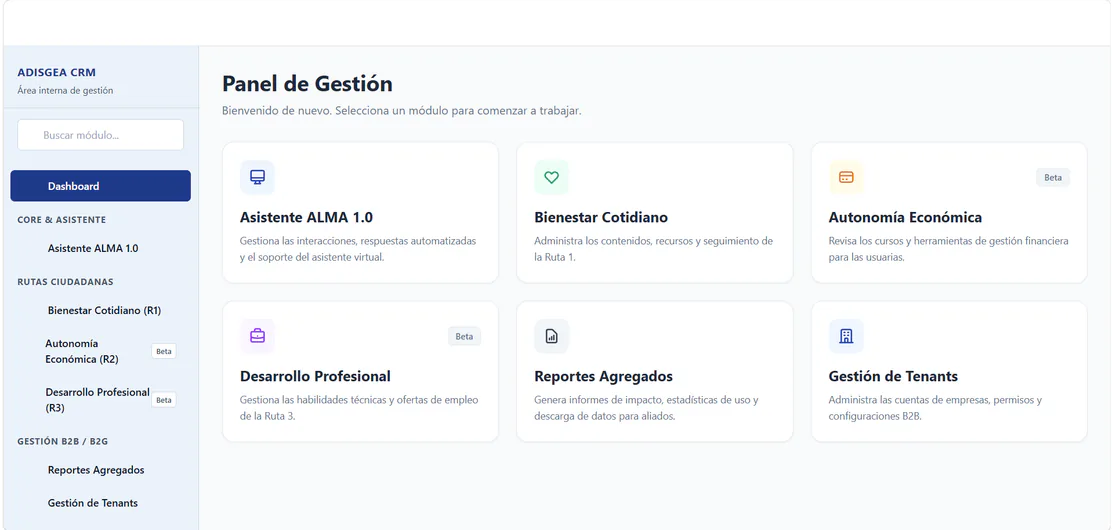 ADISGEA CRM
Área interna de gestión
Buscar módulo...
Dashboard
CORE & ASISTENTE
Asistente ALMA 1.0
RUTAS CIUDADANAS
Bienestar Cotidiano (R1)
Autonomía
Económica (R2)
Beta
Desarrollo Profesional
(R3)
Beta
GESTIÓN B2B / B2G
Reportes Agregados
Gestión de Tenants
Panel de Gestión
Bienvenido de nuevo. Selecciona un módulo para comenzar a trabajar.
Asistente ALMA 1.0
Gestiona las interacciones, respuestas automatizadas
y el soporte del asistente virtual.
Bienestar Cotidiano
Administra los contenidos, recursos y seguimiento de
la Ruta 1.
Beta
Autonomía Económica
Revisa los cursos y herramientas de gestión financiera
para las usuarias.
Beta
Desarrollo Profesional
Gestiona las habilidades técnicas y ofertas de empleo
de la Ruta 3.
Reportes Agregados
Genera informes de impacto, estadísticas de uso y
descarga de datos para aliados.
Gestión de Tenants
Administra las cuentas de empresas, permisos y
configuraciones B2B.